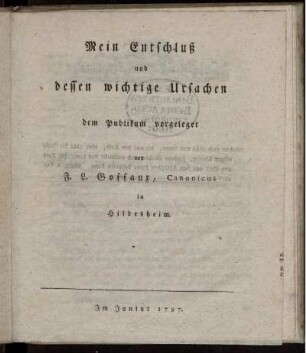 Mein Entschluß
und
dessen wichtige Ursachen
dem Publikum vorgeleget
von
F. L. Goffaux, Canonicus
in
Hildesheim.
Im Junius 1797.